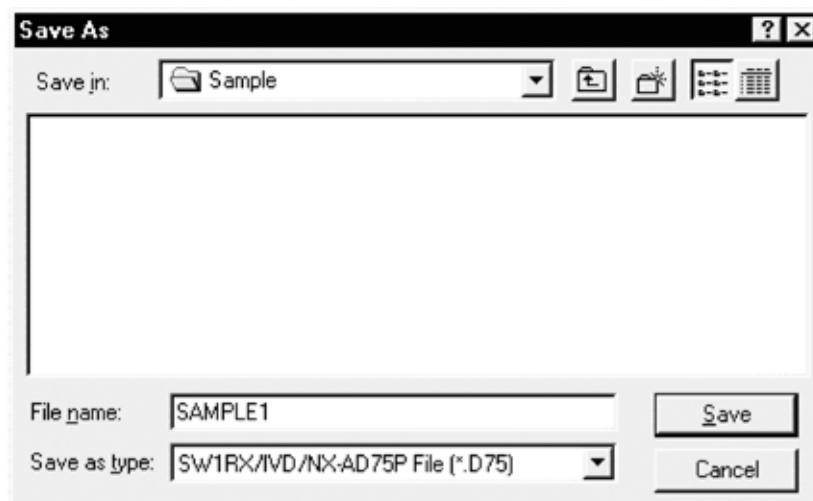 Save As
Save in: Sample
File name: SAMPLE1 Save
Save as type: SW1RX/IVD/NX-AD75P File (*.D75) Cancel